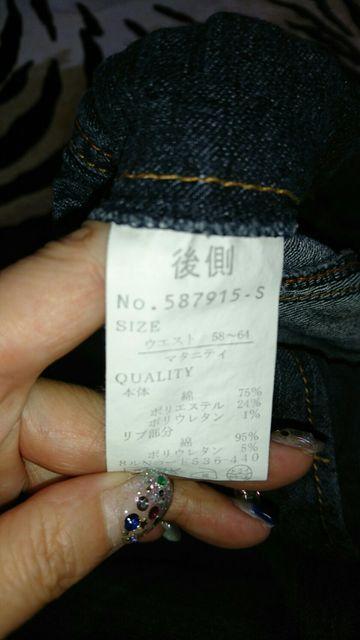 後側
No.587915-S
SIZE
ウエスト 58～64
マタニティ
QUALITY
本体 綿 75%
ポリエステル 24%
ポリウレタン 1%
リブ部分
綿 95%
ポリウレタン 5%